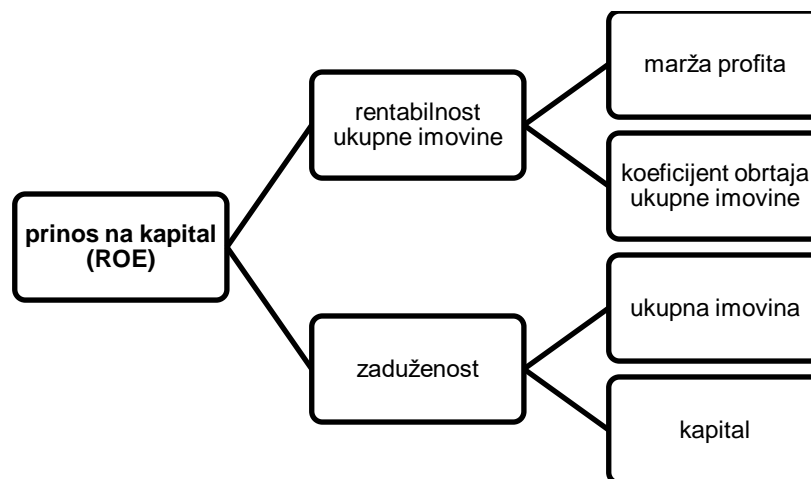 marža profita
rentabilnost
ukupne imovine
koeficijent obrtaja
ukupne imovine
prinos na kapital
(ROE)
ukupna imovina
zaduženost
kapital